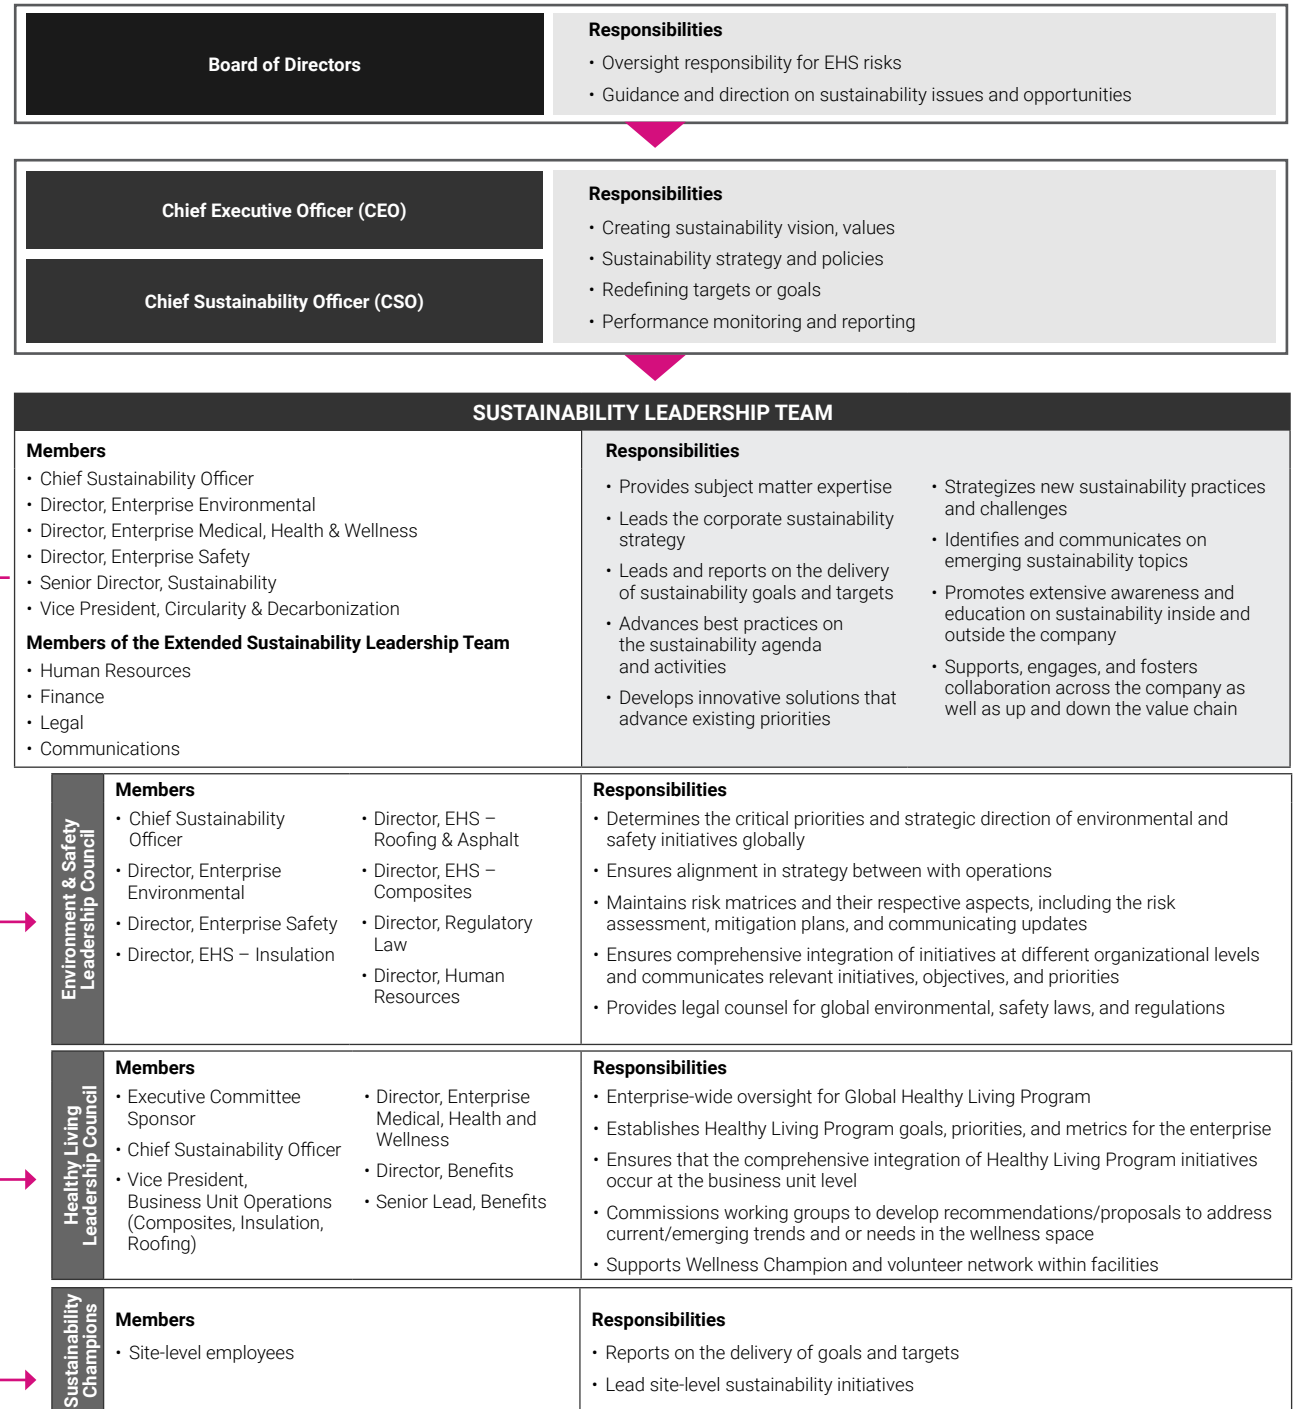 Board of Directors
Responsibilities
• Oversight responsibility for EHS risks
• Guidance and direction on sustainability issues and opportunities
Chief Executive Officer (CEO)
Chief Sustainability Officer (CSO)
Responsibilities
• Creating sustainability vision, values
• Sustainability strategy and policies
• Redefining targets or goals
• Performance monitoring and reporting
SUSTAINABILITY LEADERSHIP TEAM
Members
• Chief Sustainability Officer
• Director, Enterprise Environmental
• Director, Enterprise Medical, Health & Wellness
• Director, Enterprise Safety
• Senior Director, Sustainability
• Vice President, Circularity & Decarbonization
Members of the Extended Sustainability Leadership Team
• Human Resources
• Finance
• Legal
• Communications
Responsibilities
• Provides subject matter expertise
• Leads the corporate sustainability
strategy
• Leads and reports on the delivery
of sustainability goals and targets
• Advances best practices on
the sustainability agenda
and activities
• Develops innovative solutions that
advance existing priorities
• Strategizes new sustainability practices
and challenges
• Identifies and communicates on
emerging sustainability topics
• Promotes extensive awareness and
education on sustainability inside and
outside the company
• Supports, engages, and fosters
collaboration across the company as
well as up and down the value chain
Environment & Safety
Leadership Council
Members
• Chief Sustainability
Officer
• Director, Enterprise
Environmental
• Director, Enterprise Safety
• Director, EHS – Insulation
• Director, EHS –
Roofing & Asphalt
• Director, EHS –
Composites
• Director, Regulatory
Law
• Director, Human
Resources
Responsibilities
• Determines the critical priorities and strategic direction of environmental and
safety initiatives globally
• Ensures alignment in strategy between with operations
• Maintains risk matrices and their respective aspects, including the risk
assessment, mitigation plans, and communicating updates
• Ensures comprehensive integration of initiatives at different organizational levels
and communicates relevant initiatives, objectives, and priorities
• Provides legal counsel for global environmental, safety laws, and regulations
Healthy Living
Leadership Council
Members
• Executive Committee
Sponsor
• Chief Sustainability Officer
• Vice President,
Business Unit Operations
(Composites, Insulation,
Roofing)
• Director, Enterprise
Medical, Health and
Wellness
• Director, Benefits
• Senior Lead, Benefits
Responsibilities
• Enterprise-wide oversight for Global Healthy Living Program
• Establishes Healthy Living Program goals, priorities, and metrics for the enterprise
• Ensures that the comprehensive integration of Healthy Living Program initiatives
occur at the business unit level
• Commissions working groups to develop recommendations/proposals to address
current/emerging trends and or needs in the wellness space
• Supports Wellness Champion and volunteer network within facilities
Sustainability
Champions
Members
• Site-level employees
Responsibilities
• Reports on the delivery of goals and targets
• Lead site-level sustainability initiatives